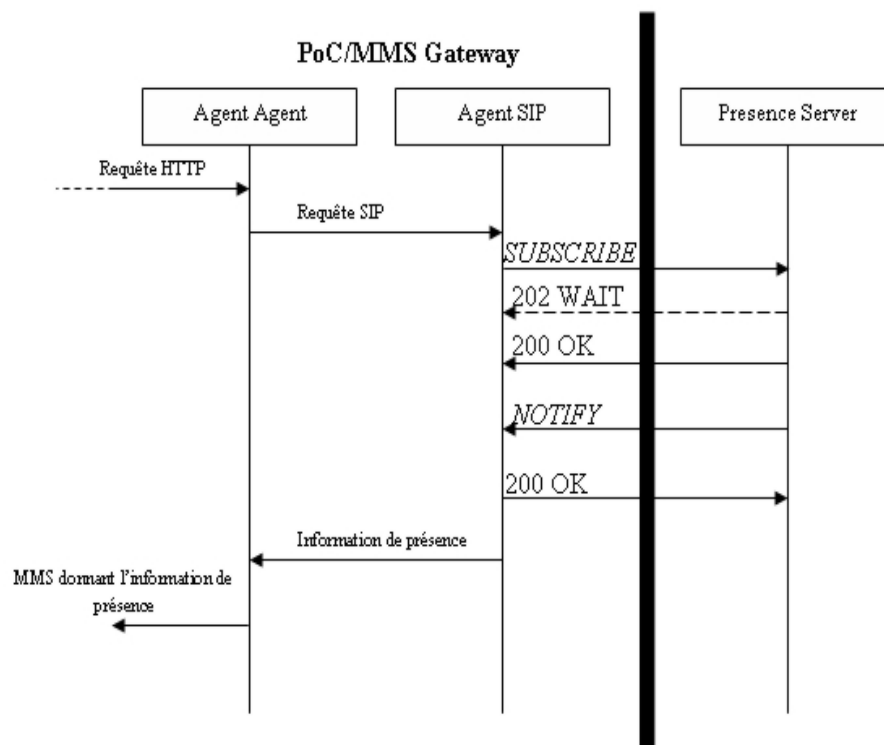 PoC/MMS Gateway
Agent Agent
Agent SIP
Presence Server
Requête HTTP
Requête SIP
SUBSCRIBE
202 WAIT
200 OK
NOTIFY
200 OK
Information de présence
MMS donnant l'information de
présence